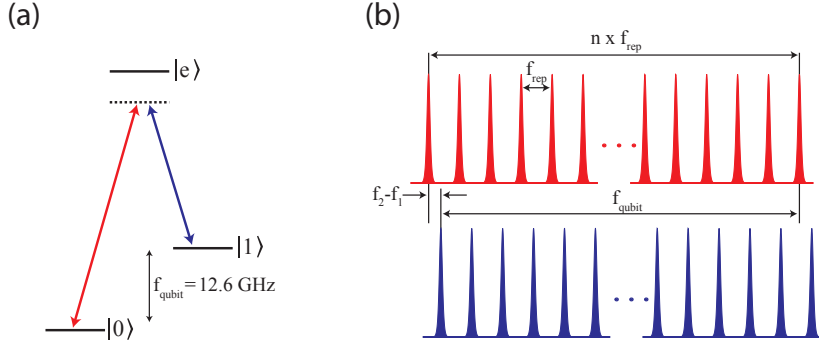 (a)
|e⟩
|1⟩
f_qubit = 12.6 GHz
|0⟩
(b)
n x f_rep
f_rep
• • •
f_2-f_1
f_qubit
• • •